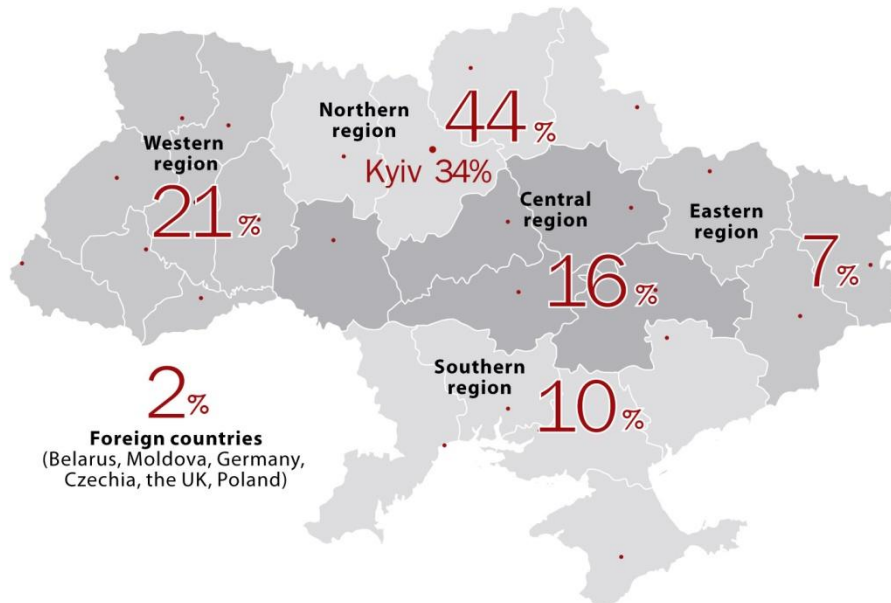 Northern
region
44 %
Kyiv 34%
Western
region
21 %
Central
region
16 %
Eastern
region
7 %
Southern
region
10 %
2 %
Foreign countries
(Belarus, Moldova, Germany,
Czechia, the UK, Poland)